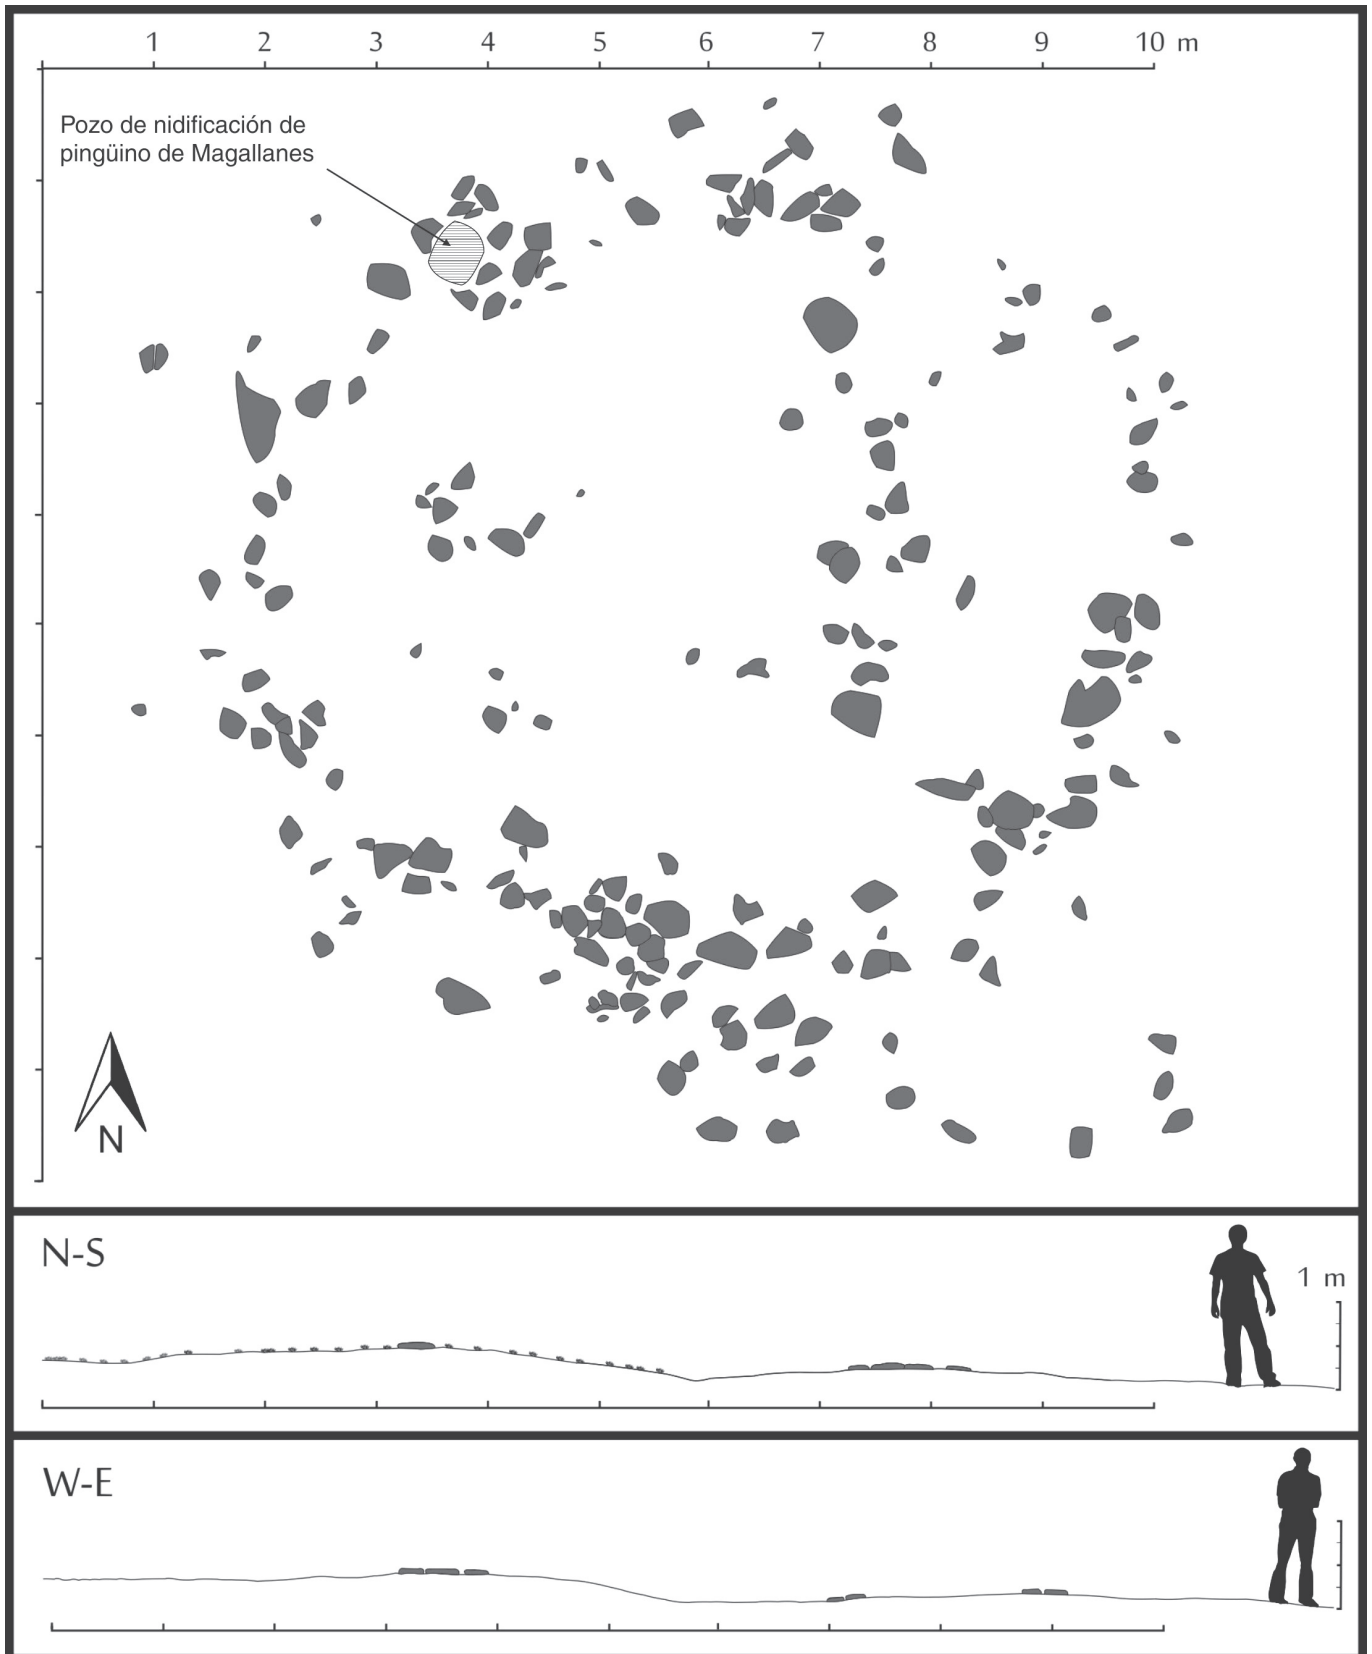 1 2 3 4 5 6 7 8 9 10 m
Pozo de nidificación de
pingüino de Magallanes
N
N-S
1 m
W-E